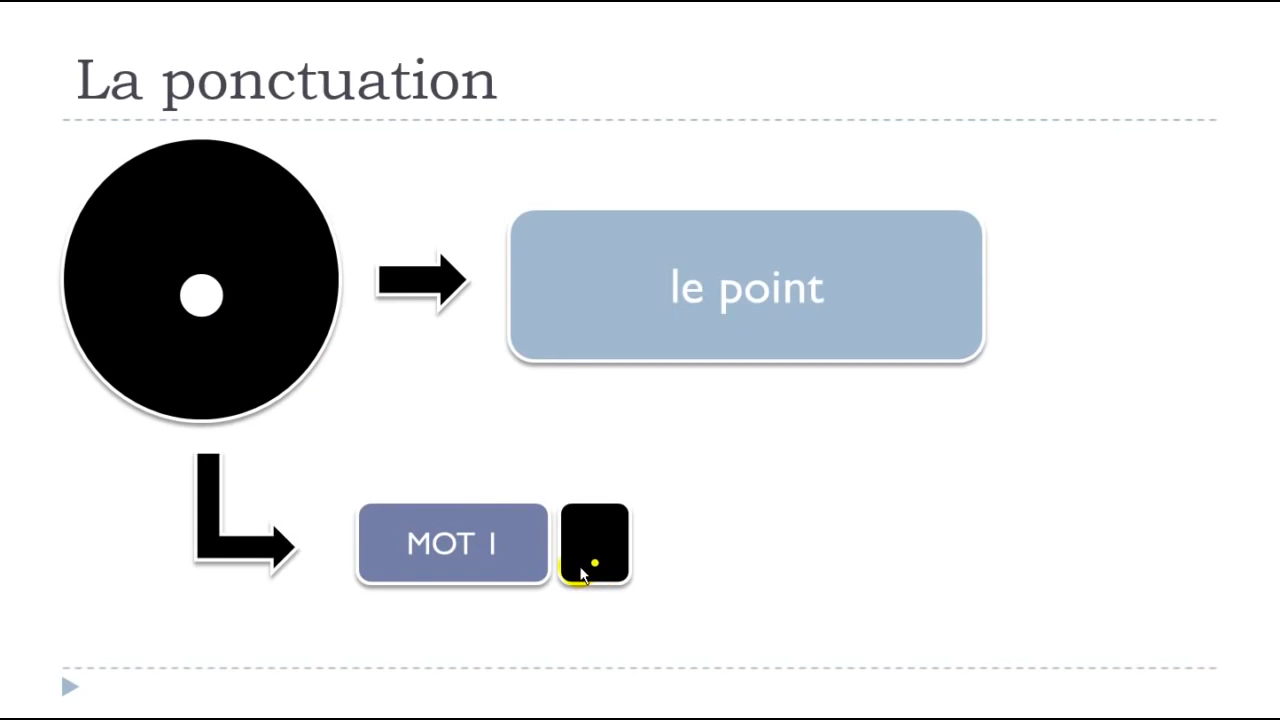 La ponctuation
.
le point
MOT 1 .